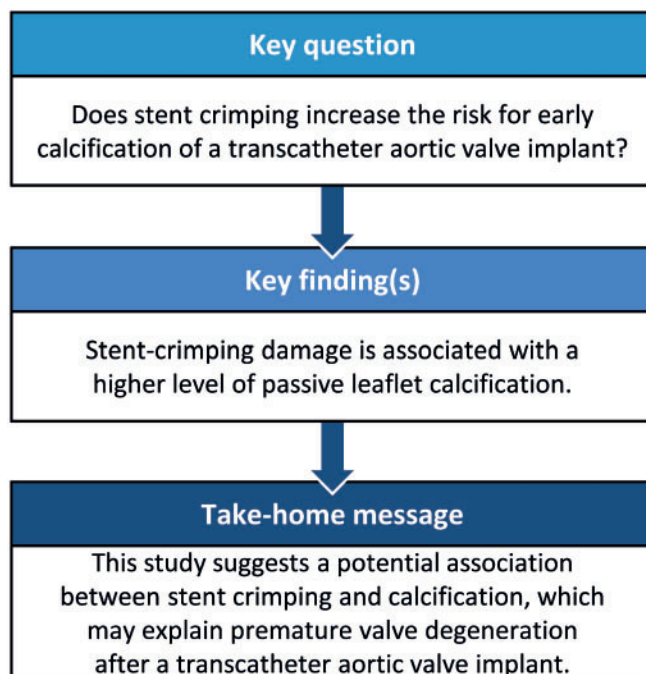 Key question
Does stent crimping increase the risk for early
calcification of a transcatheter aortic valve implant?
Key finding(s)
Stent-crimping damage is associated with a
higher level of passive leaflet calcification.
Take-home message
This study suggests a potential association
between stent crimping and calcification, which
may explain premature valve degeneration
after a transcatheter aortic valve implant.